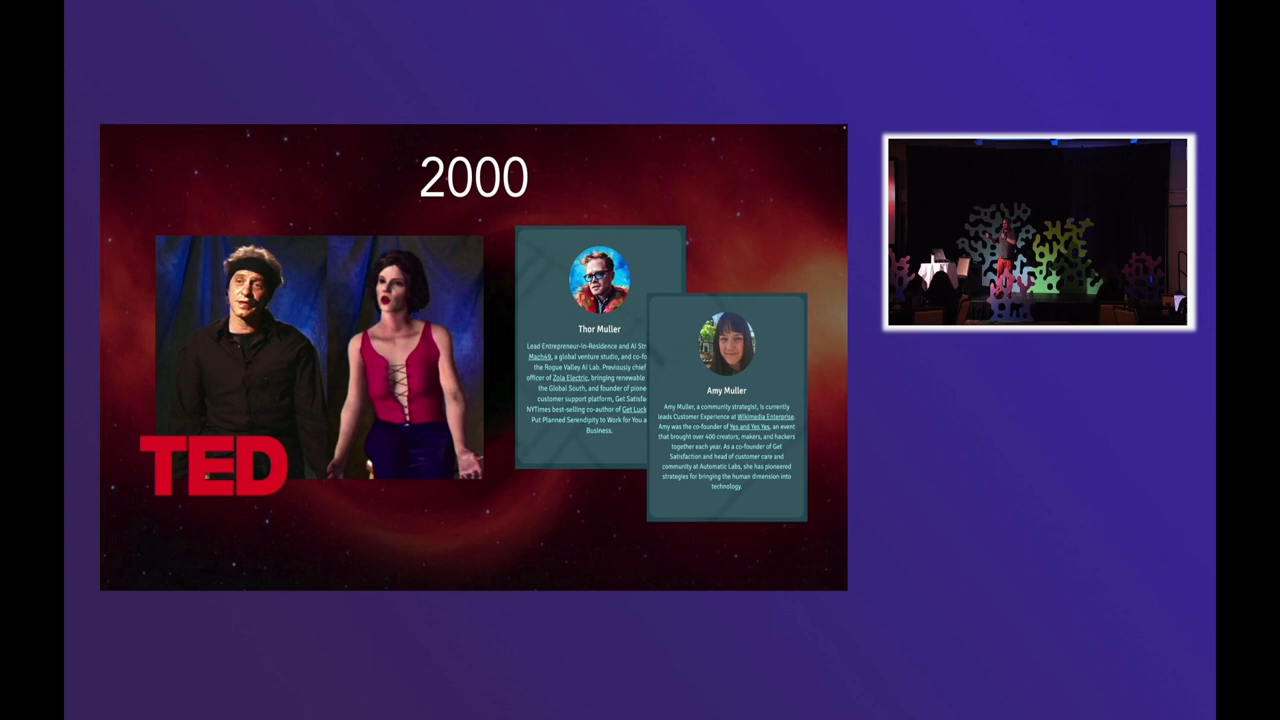 2000
TED
Thor Muller
Lead Entrepreneur-In-Residence and AI
Mach49, a global venture studio, and
the Rogue Valley AI Lab. Previously chief
officer of Zola Electric, bringing renewable
the Global South, and founder of
customer support platform, Get
NYTimes best-selling co-author of Get
Put Planned Serendipity to Work for You
Business.
Amy Muller
Amy Muller, a community strategist, is currently
leads Customer Experience at Wikimedia Enterprise.
Amy was the co-founder of Yes and Yes Yes, an event
that brought over 400 creators, makers, and hackers
together each year. As a co-founder of Get
Satisfaction and head of customer care and
community at Automatic Labs, she has pioneered
strategies for bringing the human dimension into
technology.